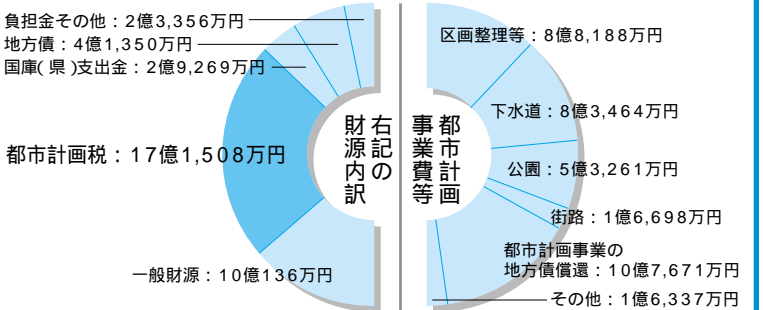 負担金その他：2億3,356万円
地方債：4億1,350万円
国庫(県)支出金：2億9,269万円
都市計画税：17億1,508万円
一般財源：10億136万円
右記の
財源内訳
都市計画
事業費等
区画整理等：8億8,188万円
下水道：8億3,464万円
公園：5億3,261万円
街路：1億6,698万円
都市計画事業の
地方債償還：10億7,671万円
その他：1億6,337万円